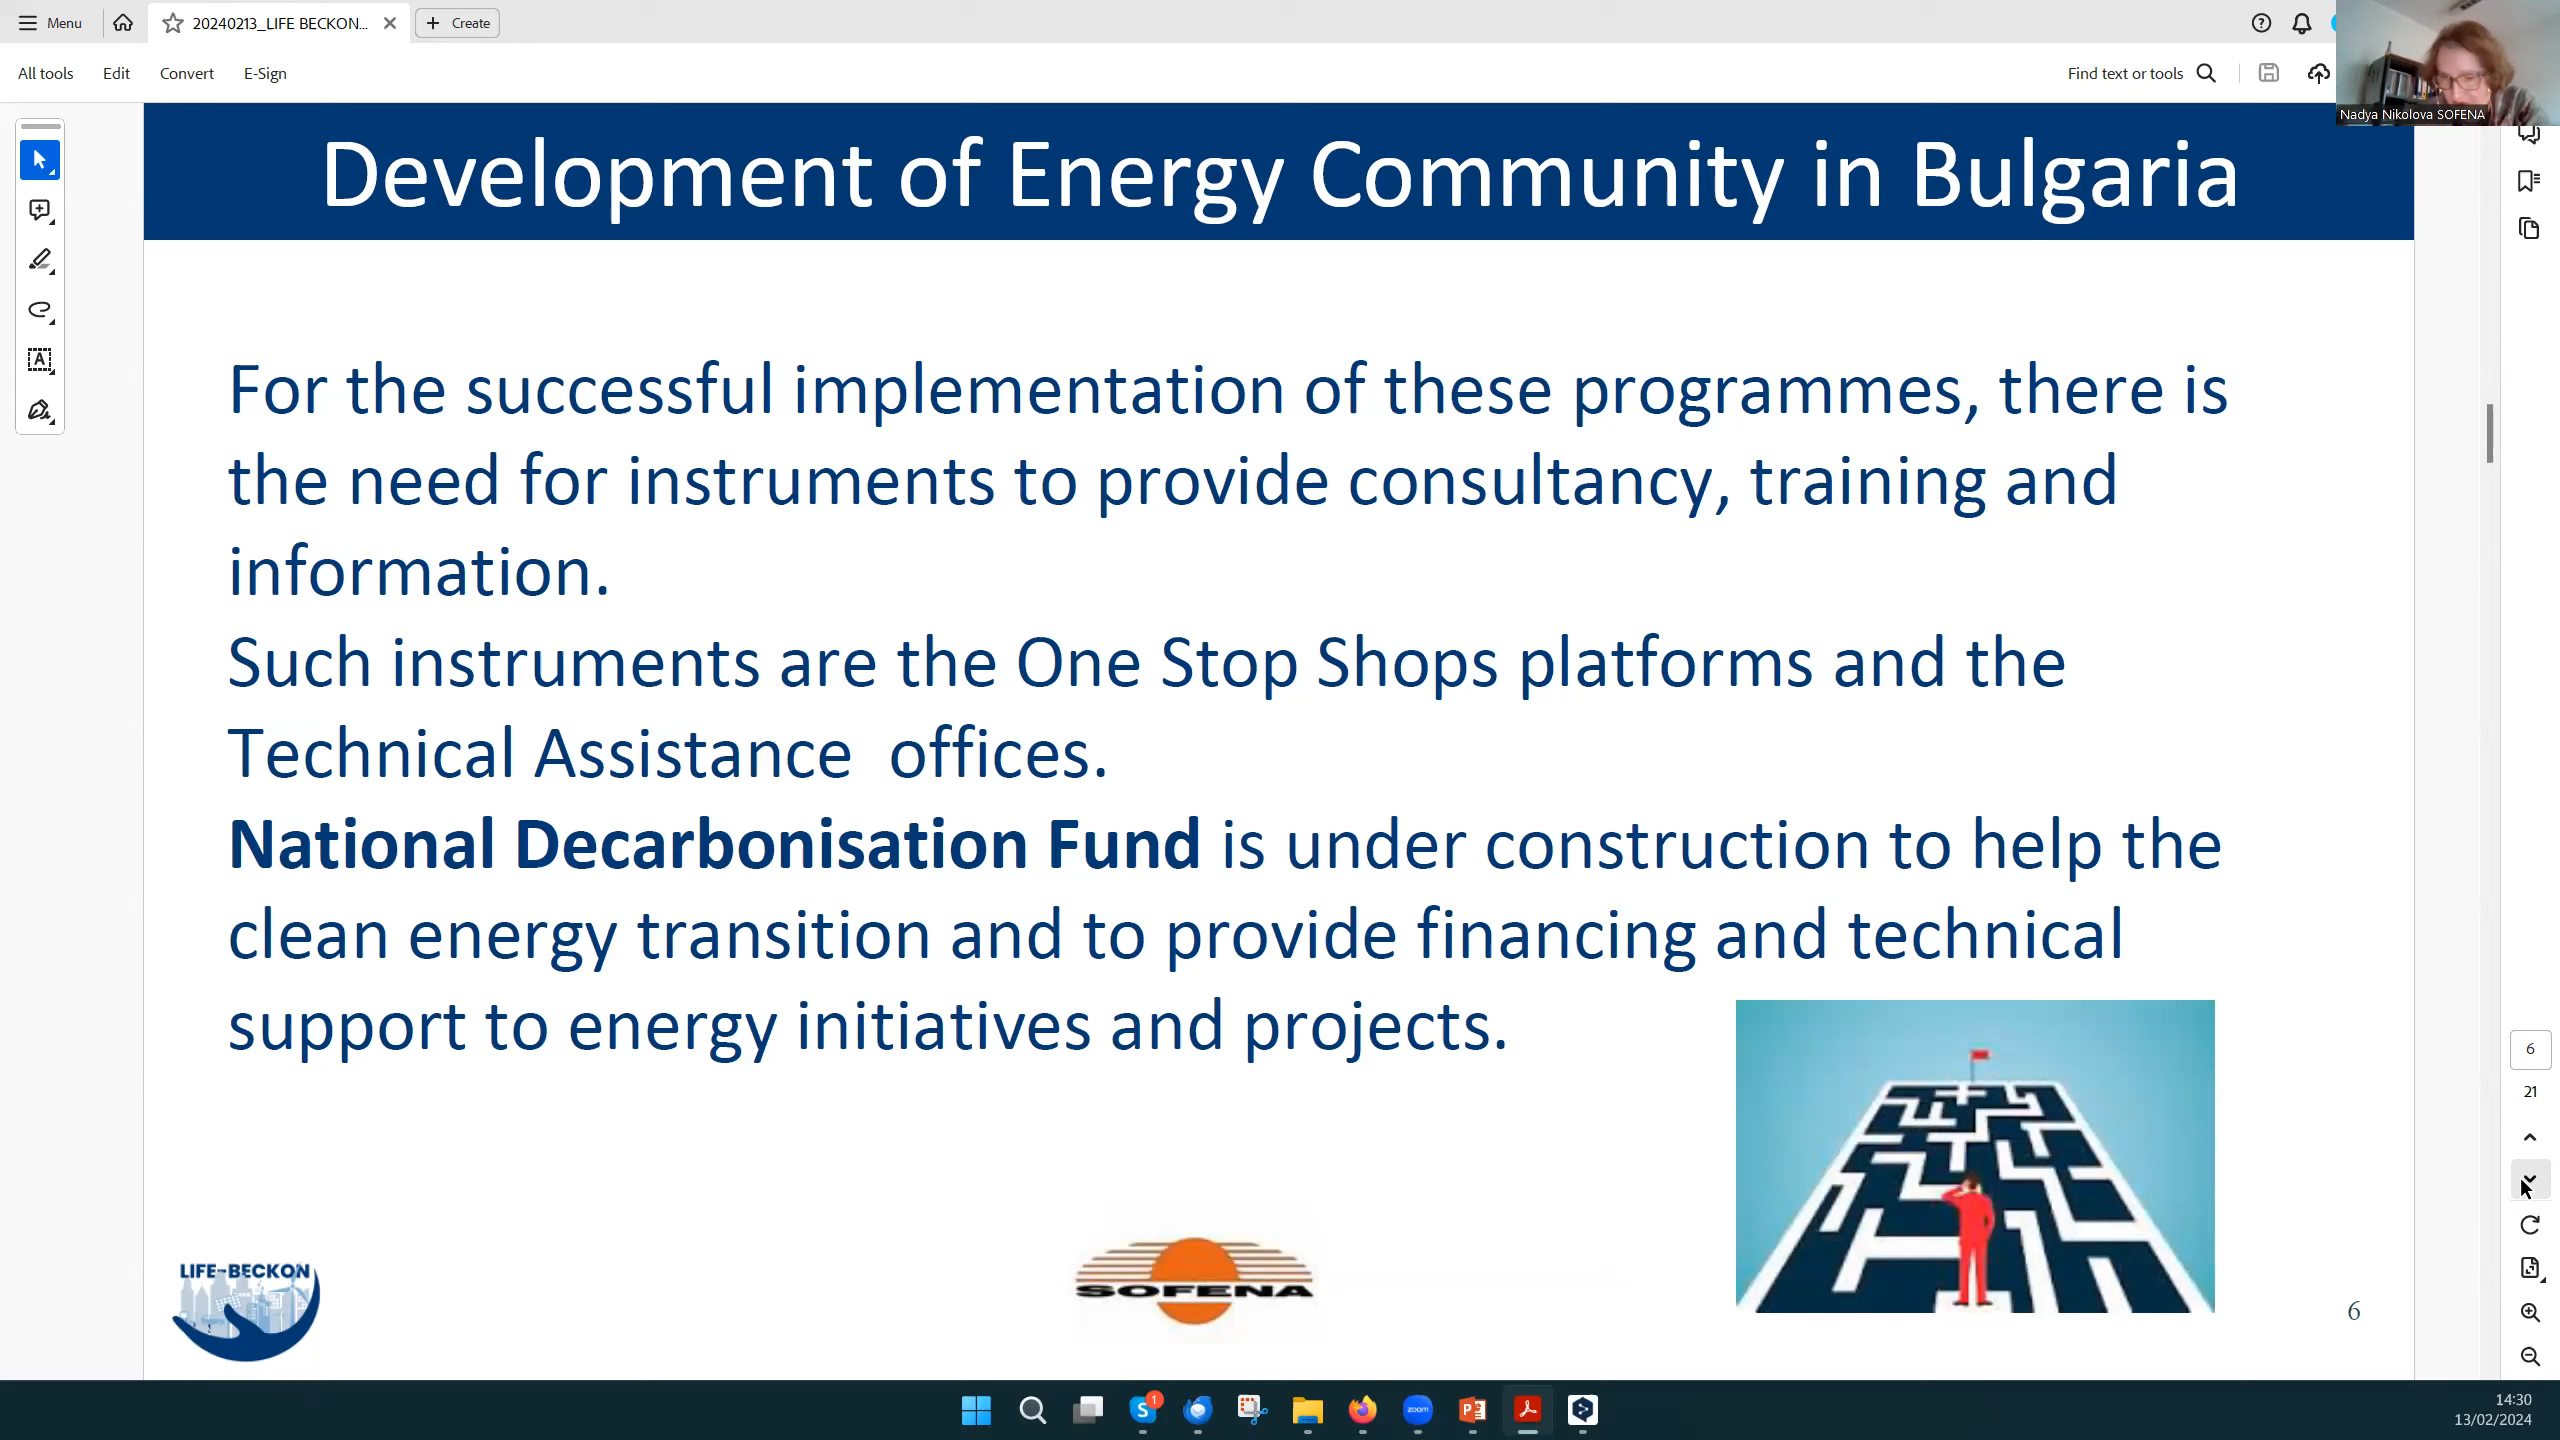 Menu
20240213_LIFE BECKON...
Create
All tools
Edit
Convert
E-Sign
Find text or tools
Nadya Nikolova SOFENA
Development of Energy Community in Bulgaria
For the successful implementation of these programmes, there is
the need for instruments to provide consultancy, training and
information.
Such instruments are the One Stop Shops platforms and the
Technical Assistance  offices.
National Decarbonisation Fund is under construction to help the
clean energy transition and to provide financing and technical
support to energy initiatives and projects.
LIFE-BECKON
SOFENA
6
6
21
S
1
zoom
P
14:30
13/02/2024